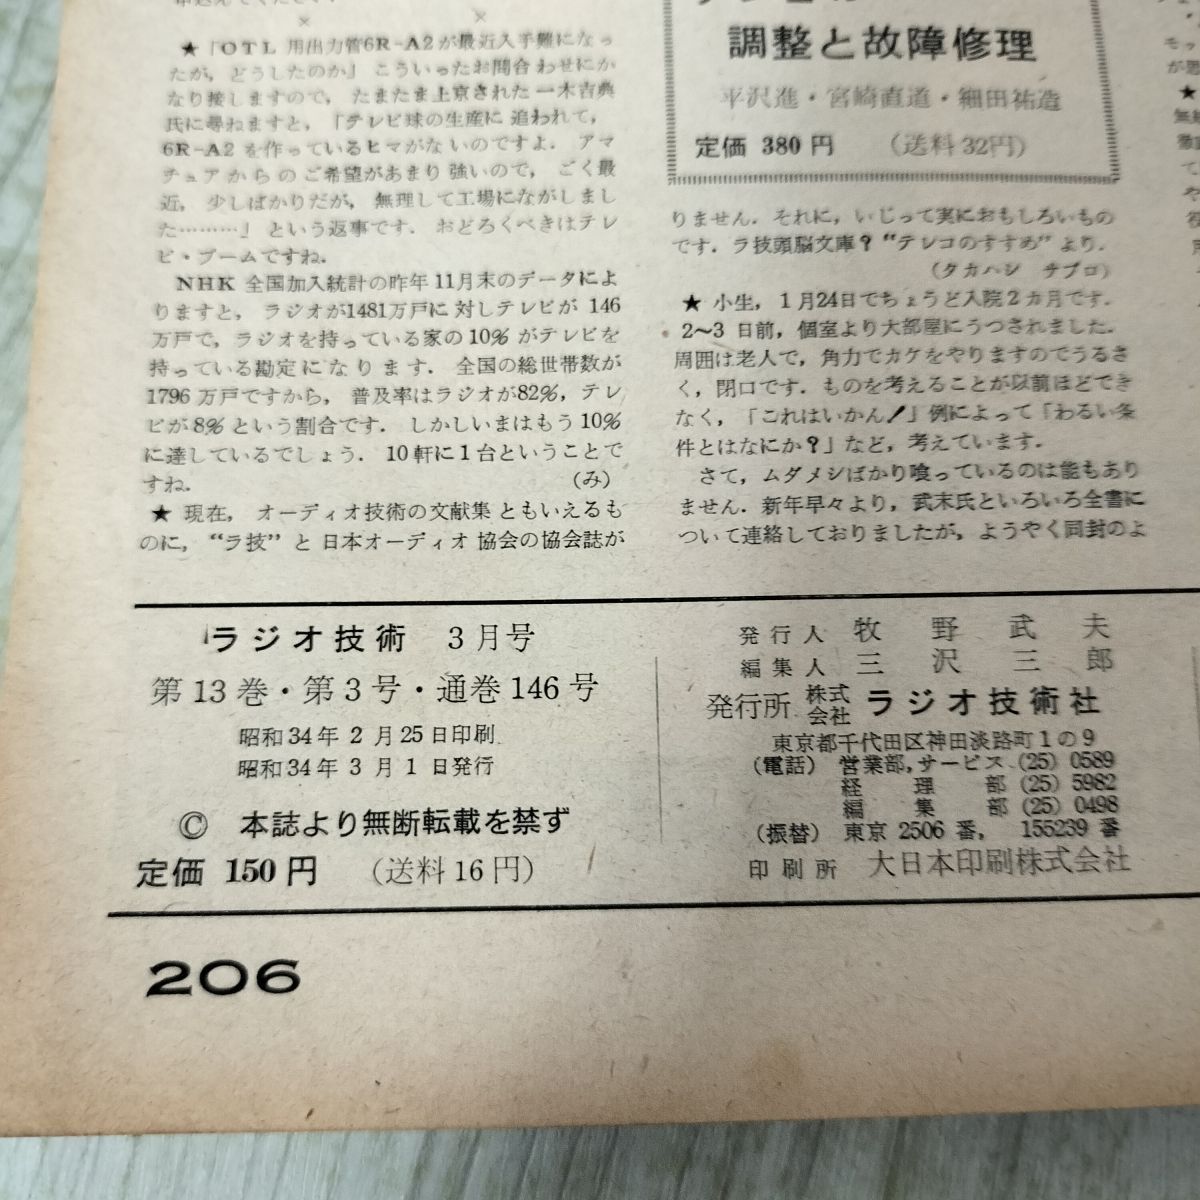 × ×
★「OTL 用出力管6R-A2が最近入手難になっ
たが，どうしたのか」こういったお問合わせにか
なり接しますので，たまたま上京された一木吉典
氏に尋ねますと，「テレビ球の生産に追われて，
6R-A2 を作っているヒマがないのですよ．アマ
チュアからのご希望があまり強いので，ごく最
近，少しばかりだが，無理して工場にながしまし
た………」という返事です．おどろくべきはテレ
ビ・ブームですね．
NHK 全国加入統計の昨年11月末のデータによ
りますと，ラジオが1481万戸に対しテレビが 146
万戸で，ラジオを持っている家の10% がテレビを
持っている勘定になります．全国の総世帯数が
1796 万戸ですから，普及率はラジオが82%，テレ
ビが8% という割合です．しかしいまはもう 10%
に達しているでしょう．10軒に1台ということで
すね．　（み）
★ 現在，オーディオ技術の文献集ともいえるも
のに，“ラ技”と日本オーディオ協会の協会誌が
調整と故障修理
平沢進・宮崎直道・細田祐造
定価 380 円　（送料 32円）
りません．それに，いじって実におもしろいもの
です．ラ技頭脳文庫？“テレコのすすめ”より．
（タカハシ　サブロ）
★ 小生，1月24日でちょうど入院2ヵ月です．
2〜3 日前，個室より大部屋にうつされました．
周囲は老人で，角力でカケをやりますのでうるさ
く，閉口です．ものを考えることが以前ほどでき
なく，「これはいかん！」例によって「わるい条
件とはなにか？」など，考えています．
さて，ムダメシばかり喰っているのは能もあり
ません．新年早々より，武末氏といろいろ全書に
ついて連絡しておりましたが，ようやく同封のよ
ラジオ技術　3月号
第13巻・第3号・通巻146号
昭和34年 2 月 25 日印刷
昭和34年 3 月 1 日発行
© 本誌より無断転載を禁ず
定価 150 円　（送料16円）
発行人　牧野武夫
編集人　三沢三郎
発行所 株式会社 ラジオ技術社
東京都千代田区神田淡路町1の9
（電話）営業部，サービス (25) 0589
経理部 (25) 5982
編集部 (25) 0498
（振替）東京 2506 番，155239 番
印刷所　大日本印刷株式会社
206